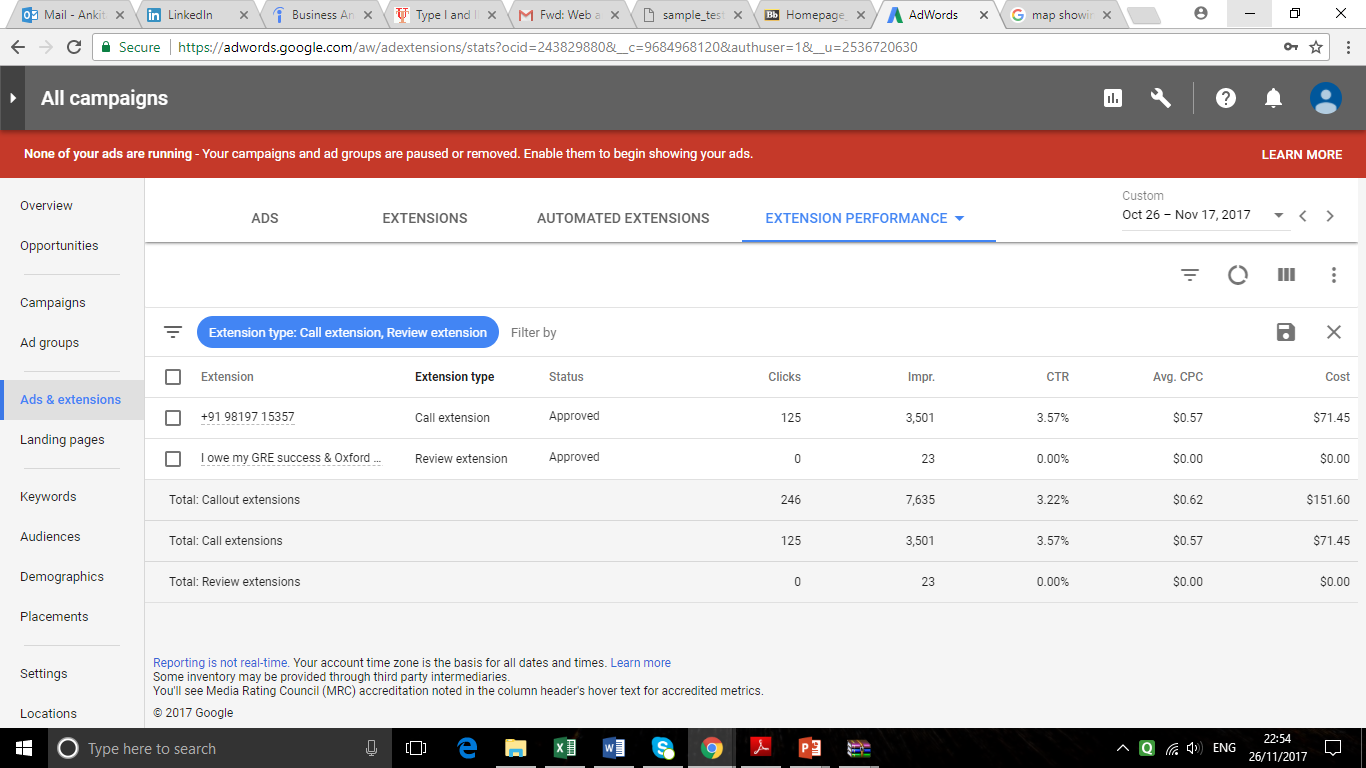 Mail - Ankit
LinkedIn
Business An
Type I and I
Fwd: Web a
sample_test
Homepage
AdWords
map showi
Secure https://adwords.google.com/aw/adextensions/stats?ocid=243829880&__c=9684968120&authuser=1&__u=2536720630
All campaigns
None of your ads are running - Your campaigns and ad groups are paused or removed. Enable them to begin showing your ads.
LEARN MORE
Overview
Opportunities
Campaigns
Ad groups
Ads & extensions
Landing pages
Keywords
Audiences
Demographics
Placements
Settings
Locations
ADS EXTENSIONS AUTOMATED EXTENSIONS EXTENSION PERFORMANCE
Custom
Oct 26 – Nov 17, 2017
Extension type: Call extension, Review extension Filter by
Extension Extension type Status Clicks Impr. CTR Avg. CPC Cost
+91 98197 15357 Call extension Approved 125 3,501 3.57% $0.57 $71.45
I owe my GRE success & Oxford ... Review extension Approved 0 23 0.00% $0.00 $0.00
Total: Callout extensions 246 7,635 3.22% $0.62 $151.60
Total: Call extensions 125 3,501 3.57% $0.57 $71.45
Total: Review extensions 0 23 0.00% $0.00 $0.00
Reporting is not real-time. Your account time zone is the basis for all dates and times. Learn more
Some inventory may be provided through third party intermediaries.
You'll see Media Rating Council (MRC) accreditation noted in the column header's hover text for accredited metrics.
© 2017 Google
Type here to search
ENG
22:54
26/11/2017